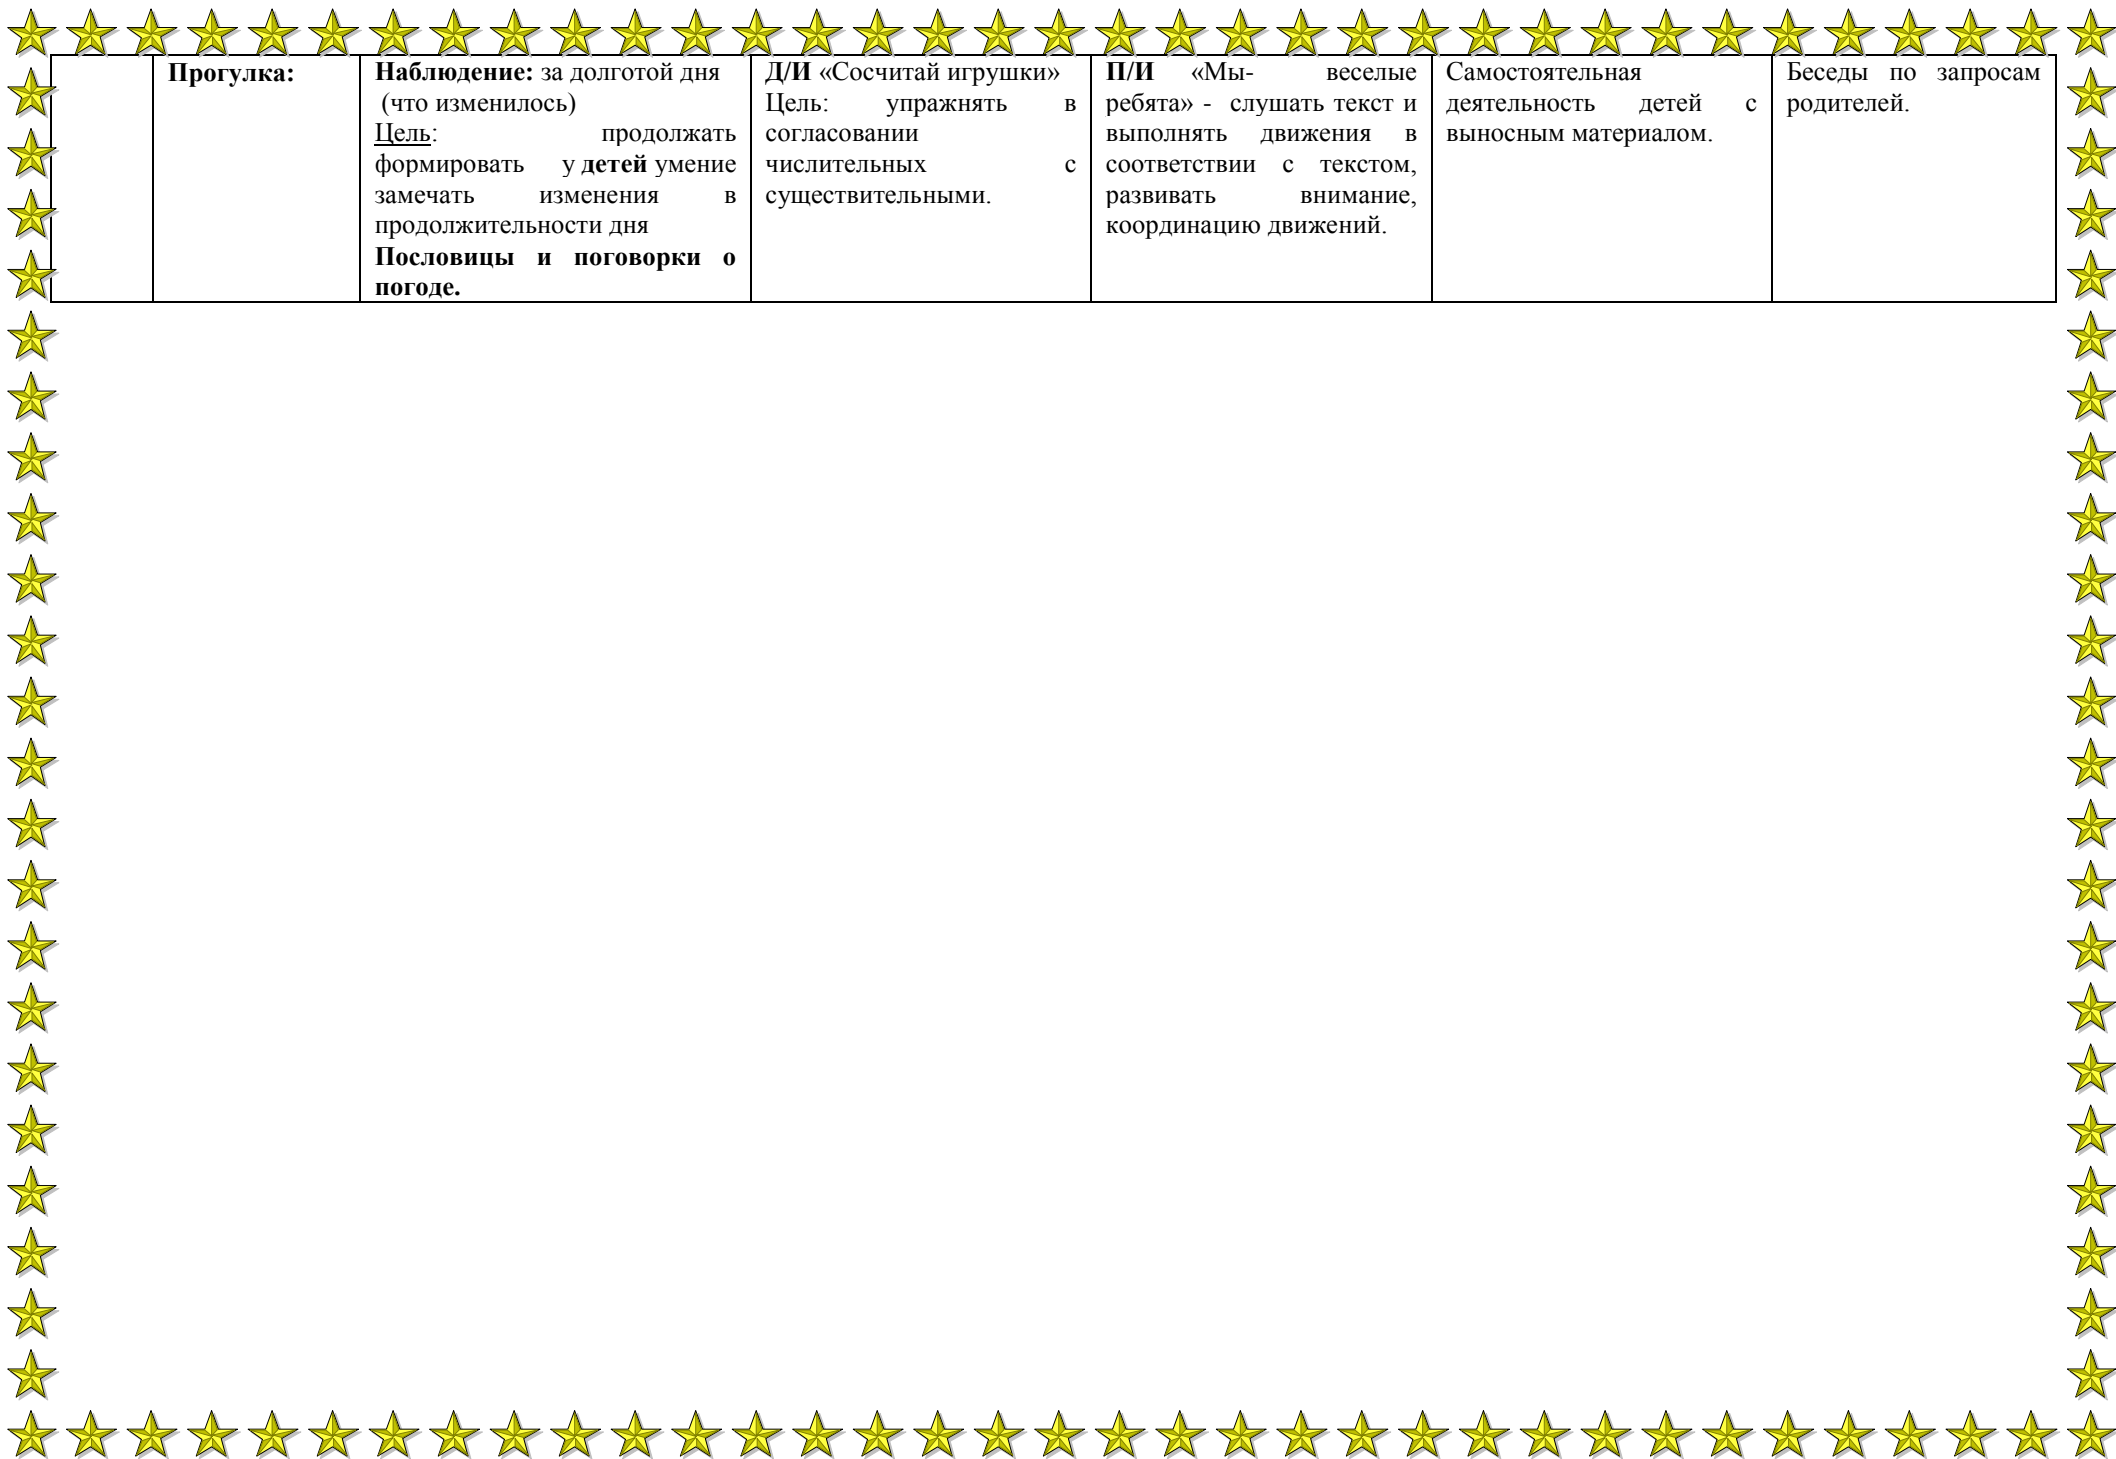 Прогулка:
Наблюдение: за долготой дня
(что изменилось)
Цель: продолжать
формировать у детей умение
замечать изменения в
продолжительности дня
Пословицы и поговорки о
погоде.
Д/И «Сосчитай игрушки»
Цель: упражнять в
согласовании
числительных с
существительными.
П/И «Мы- веселые
ребята» - слушать текст и
выполнять движения в
соответствии с текстом,
развивать внимание,
координацию движений.
Самостоятельная
деятельность детей с
выносным материалом.
Беседы по запросам
родителей.